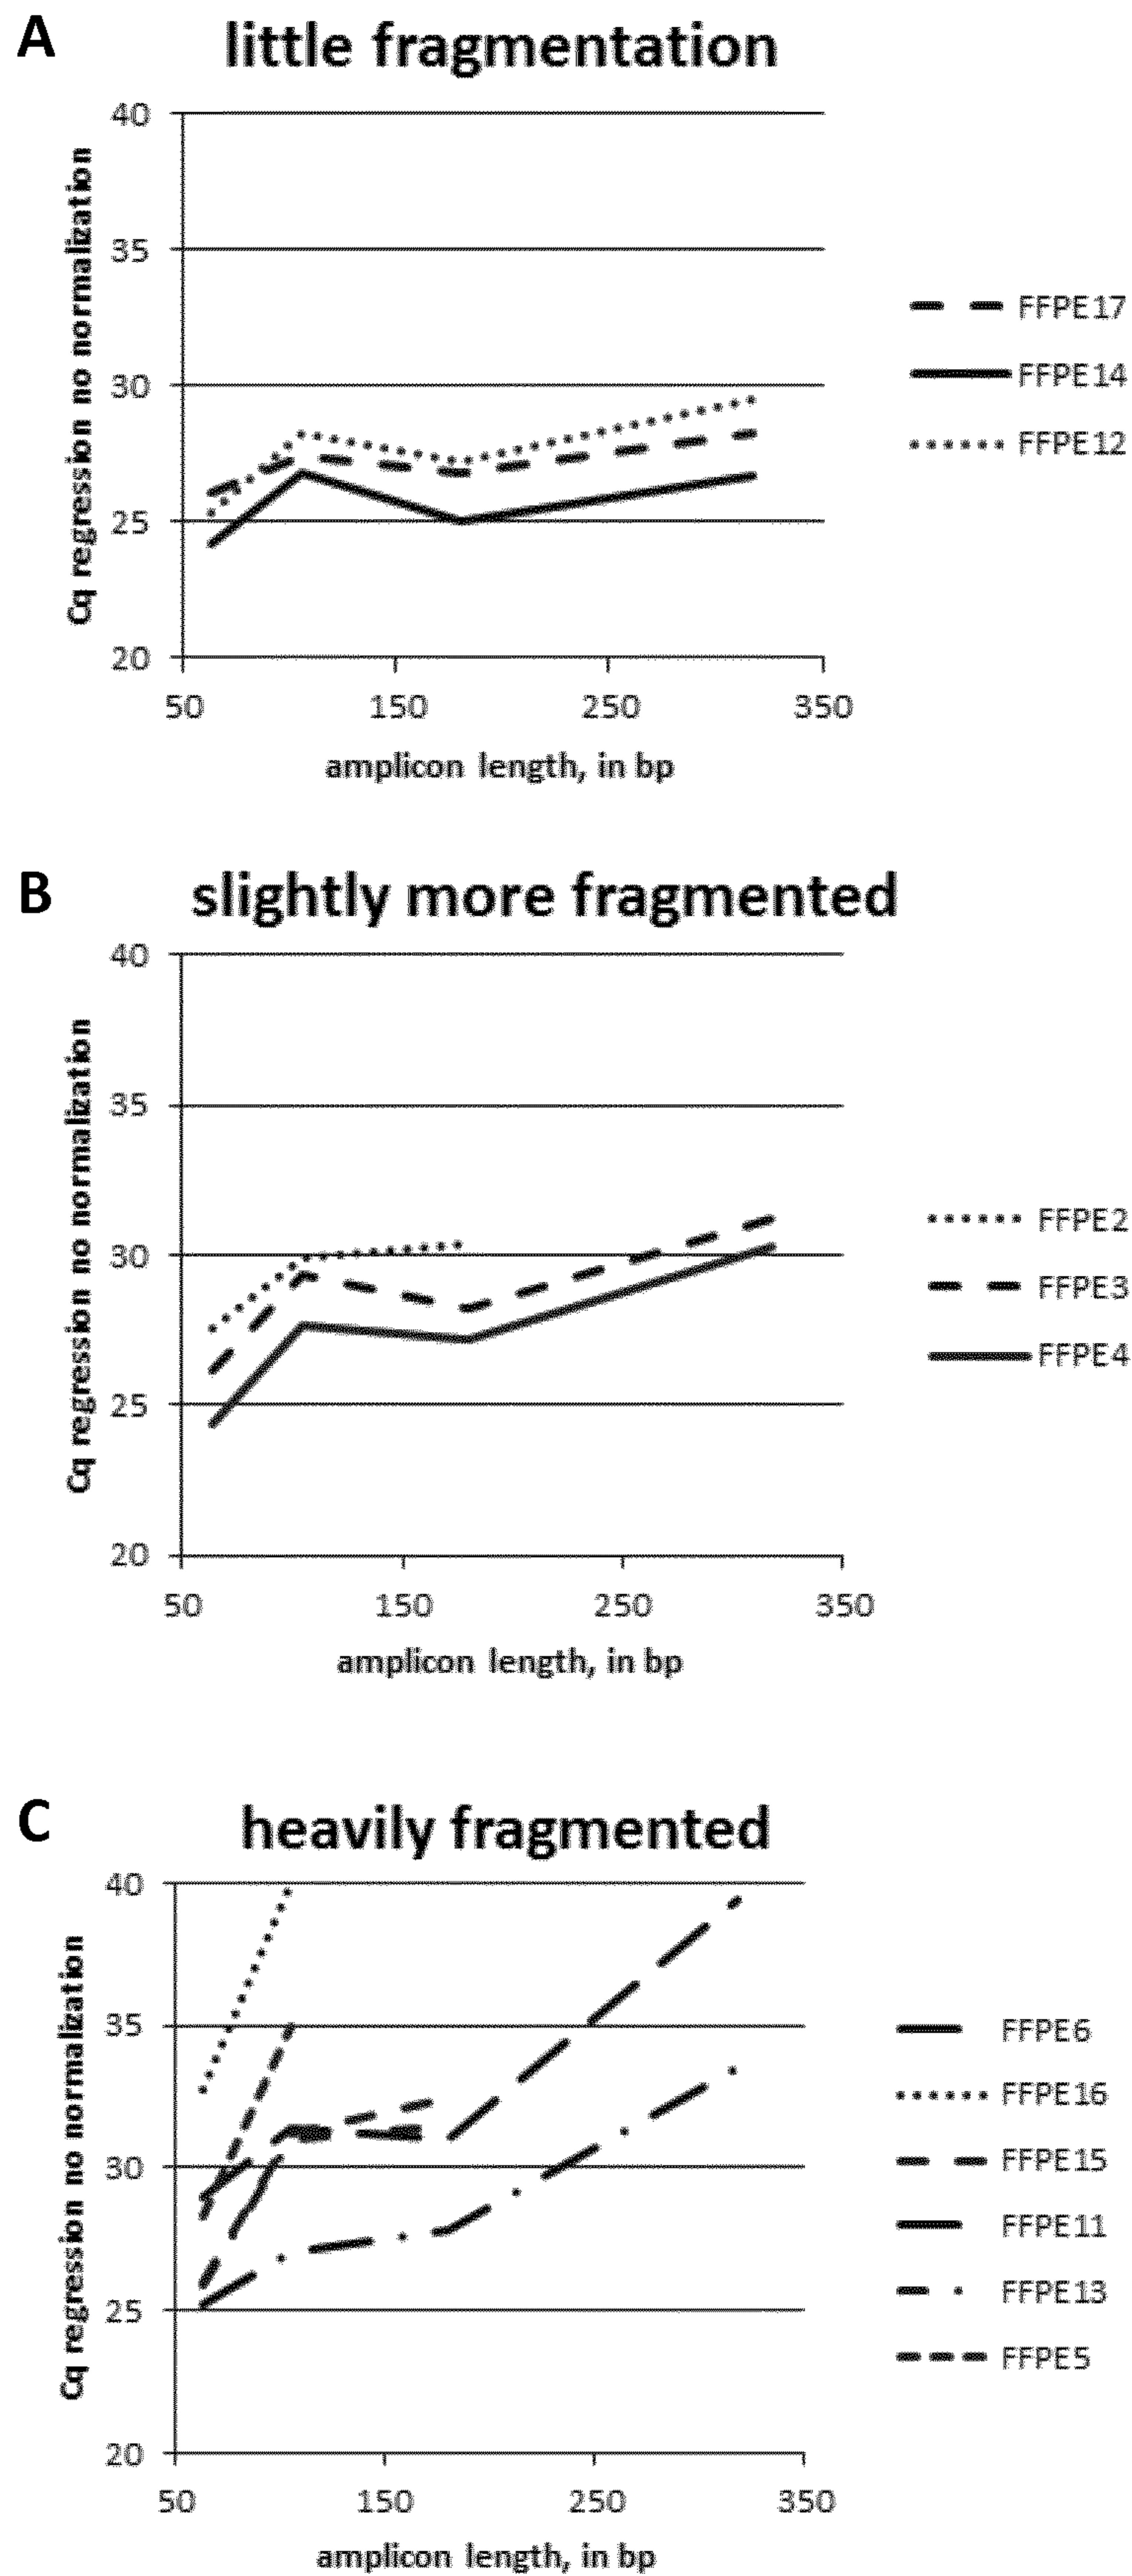 A
little fragmentation
Cq regression no normalization
40
35
30
25
20
50 150 250 350
amplicon length, in bp
FFPE17
FFPE14
FFPE12
B
slightly more fragmented
Cq regression no normalization
40
35
30
25
20
50 150 250 350
amplicon length, in bp
FFPE2
FFPE3
FFPE4
C
heavily fragmented
Cq regression no normalization
40
35
30
25
20
50 150 250 350
amplicon length, in bp
FFPE6
FFPE16
FFPE15
FFPE11
FFPE13
FFPE5